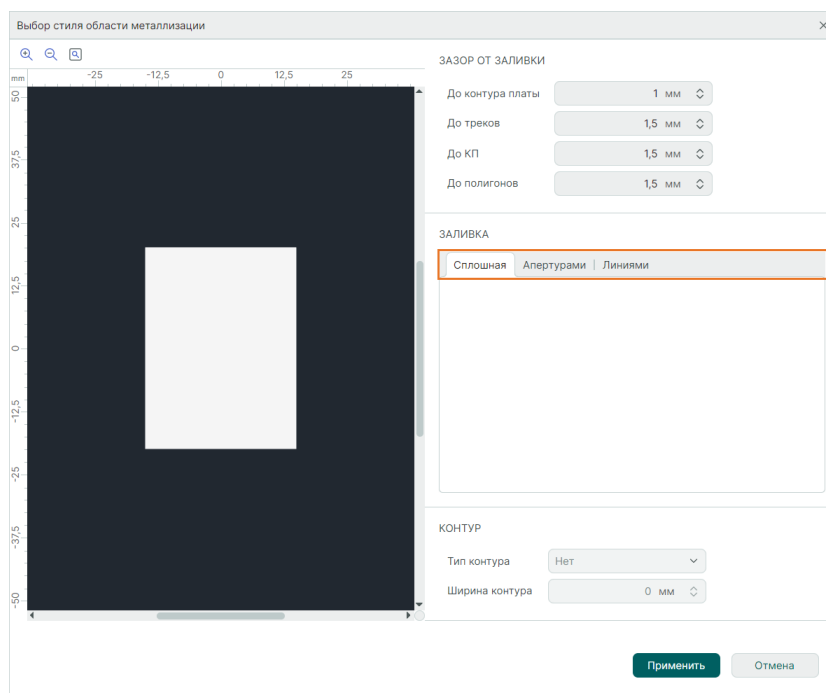 Выбор стиля области металлизации
mm
-25 -12,5 0 12,5 25
50
37,5
25
12,5
0
-12,5
-25
-37,5
-50
ЗАЗОР ОТ ЗАЛИВКИ
До контура платы 1 мм
До треков 1,5 мм
До КП 1,5 мм
До полигонов 1,5 мм
ЗАЛИВКА
Сплошная Апертурами | Линиями
КОНТУР
Тип контура Нет
Ширина контура 0 мм
Применить Отмена